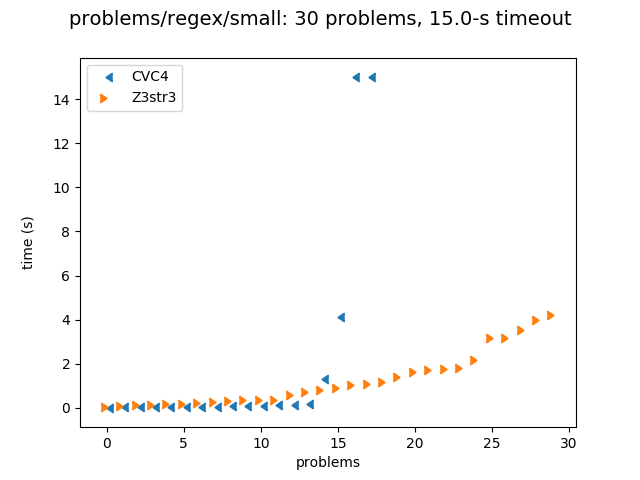 problems/regex/small: 30 problems, 15.0-s timeout
CVC4
Z3str3
14
12
10
8
6
4
2
0
time (s)
0 5 10 15 20 25 30
problems